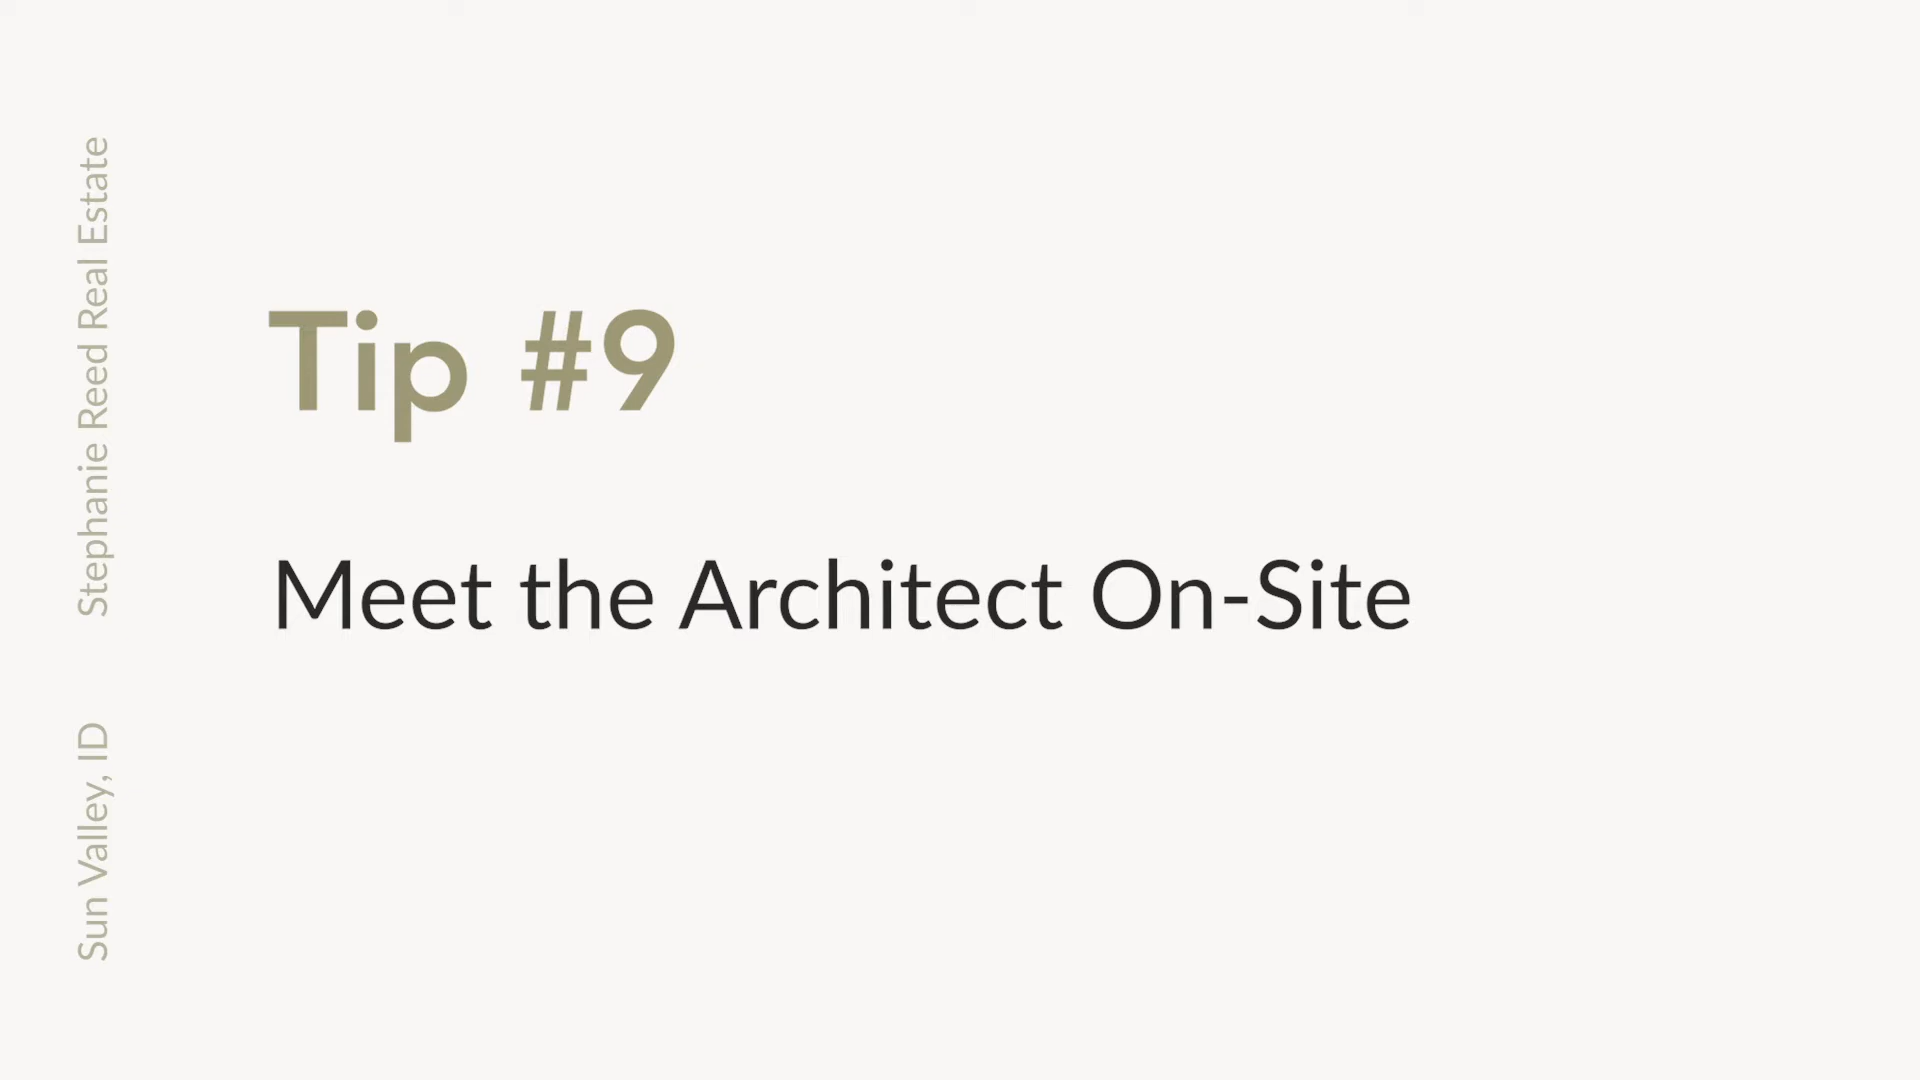 Stephanie Reed Real Estate
Sun Valley, ID
Tip #9
Meet the Architect On-Site